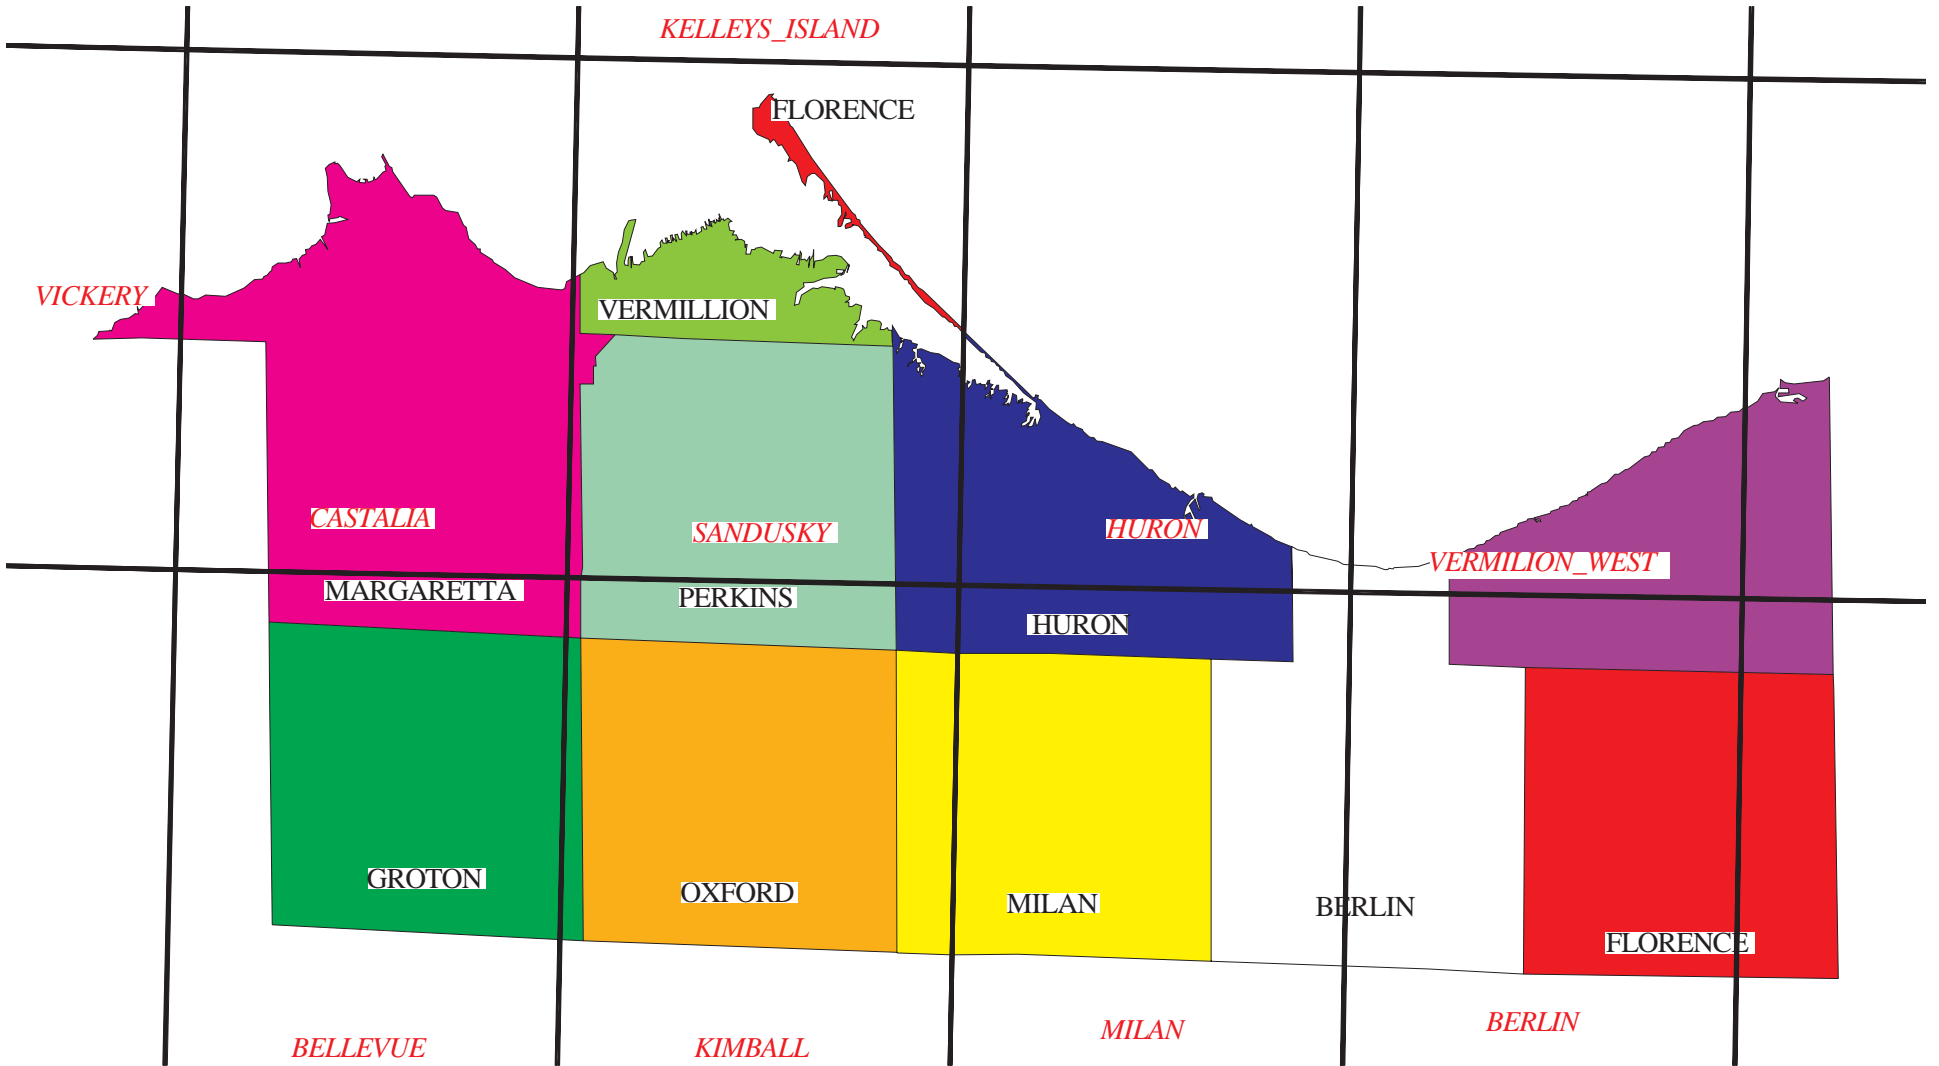 KELLEYS_ISLAND
FLORENCE
VICKERY
VERMILLION
CASTALIA
SANDUSKY
HURON
VERMILION_WEST
MARGARETTA
PERKINS
HURON
GROTON
OXFORD
MILAN
BERLIN
FLORENCE
BELLEVUE
KIMBALL
MILAN
BERLIN